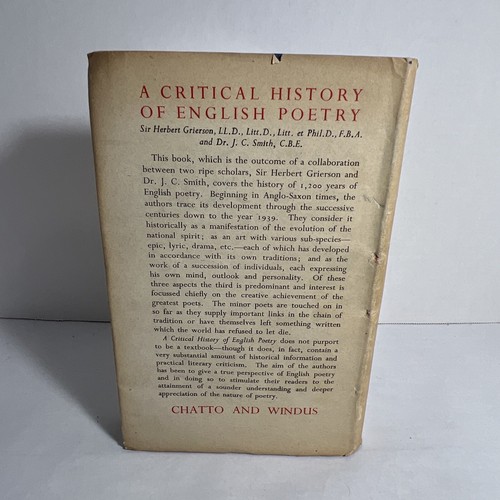 A CRITICAL HISTORY
OF ENGLISH POETRY
Sir Herbert Grierson, LL.D., Litt.D., Litt. et Phil.D., F.B.A.
and Dr. J. C. Smith, C.B.E.
This book, which is the outcome of a collaboration
between two ripe scholars, Sir Herbert Grierson and
Dr. J. C. Smith, covers the history of 1,200 years of
English poetry. Beginning in Anglo-Saxon times, the
authors trace its development through the successive
centuries down to the year 1939. They consider it
historically as a manifestation of the evolution of the
national spirit; as an art with various sub-species—
epic, lyric, drama, etc.—each of which has developed
in accordance with its own traditions; and as the
work of a succession of individuals, each expressing
his own mind, outlook and personality. Of these
three aspects the third is predominant and interest is
focussed chiefly on the creative achievement of the
greatest poets. The minor poets are touched on in
so far as they supply important links in the chain of
tradition or have themselves left something written
which the world has refused to let die.
A Critical History of English Poetry does not purport
to be a textbook—though it does, in fact, contain a
very substantial amount of historical information and
practical literary criticism. The aim of the authors
has been to give a true perspective of English poetry
and in doing so to stimulate their readers to the
attainment of a sounder understanding and deeper
appreciation of the nature of poetry.
CHATTO AND WINDUS